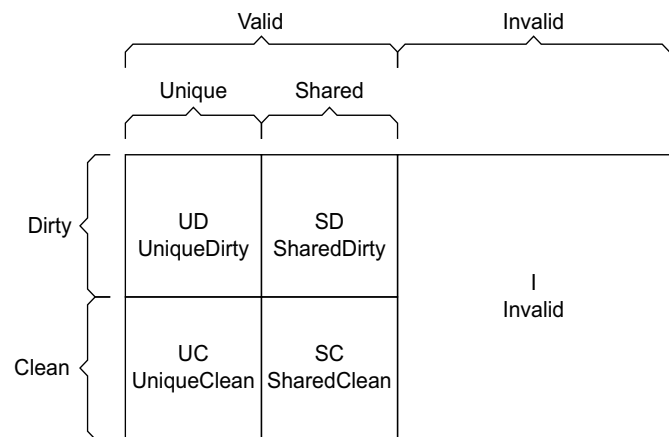 Valid
Invalid
Unique
Shared
Dirty
UD
UniqueDirty
SD
SharedDirty
I
Invalid
Clean
UC
UniqueClean
SC
SharedClean